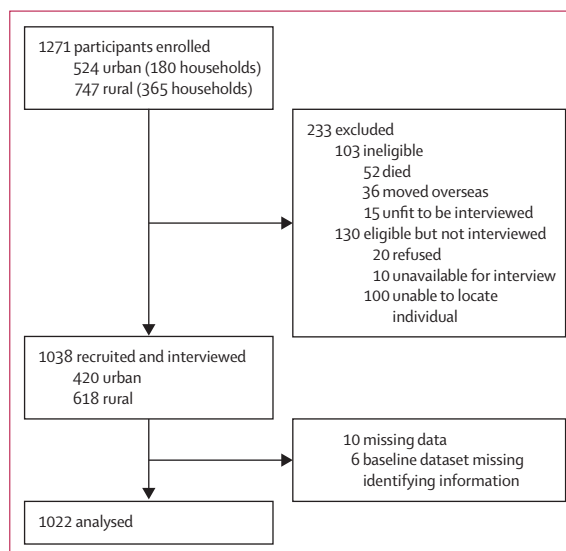 1271 participants enrolled
524 urban (180 households)
747 rural (365 households)
233 excluded
103 ineligible
52 died
36 moved overseas
15 unfit to be interviewed
130 eligible but not interviewed
20 refused
10 unavailable for interview
100 unable to locate
individual
1038 recruited and interviewed
420 urban
618 rural
10 missing data
6 baseline dataset missing
identifying information
1022 analysed